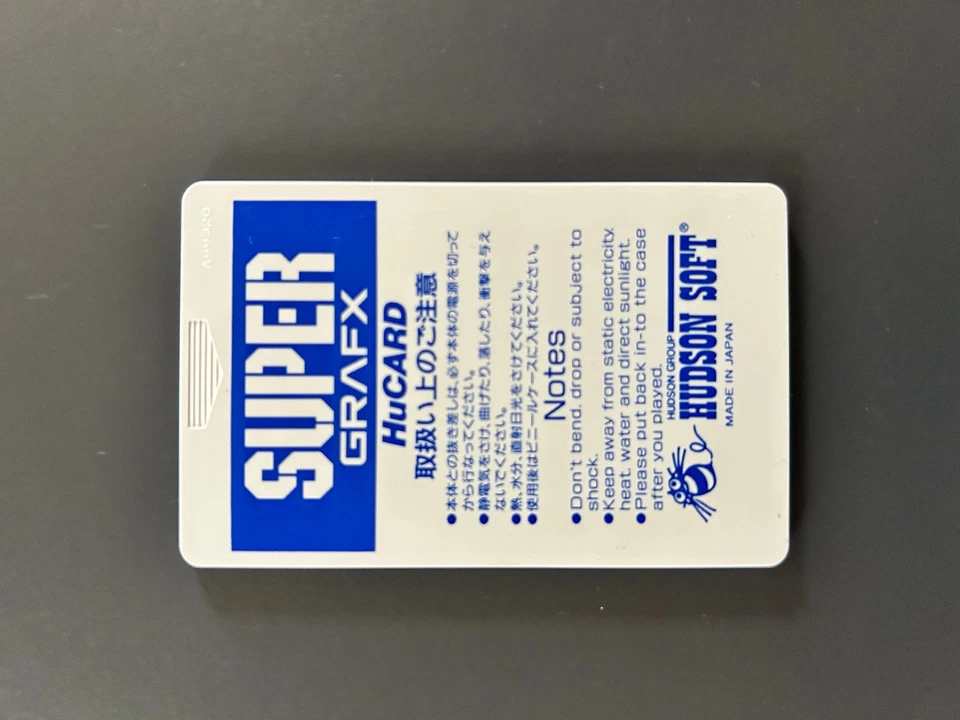 SUPER
GRAFX
HuCARD
取扱い上のご注意
●本体との抜き差しは、必ず本体の電源を切って
から行なってください。
●静電気をさけ、曲げたり、落したり、衝撃を与え
ないでください。
●熱、水分、直射日光をさけてください。
●使用後はビニールケースに入れてください。
Notes
●Don't bend, drop or subject to
shock.
●Keep away from static electricity,
heat, water and direct sunlight.
●Please put back in-to the case
after you played.
HUDSON GROUP
HUDSON SOFT®
MADE IN JAPAN